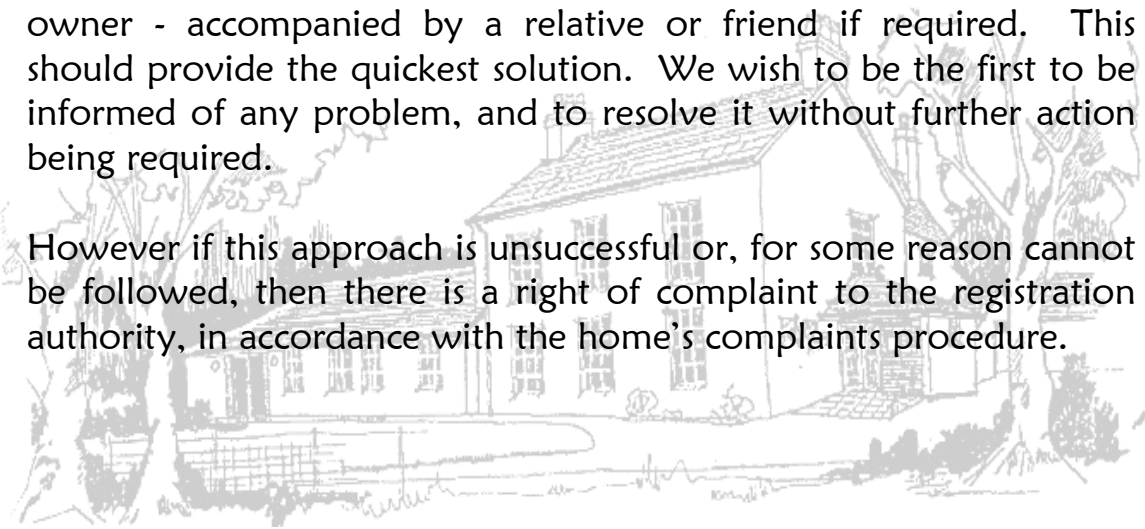 owner - accompanied by a relative or friend if required. This
should provide the quickest solution. We wish to be the first to be
informed of any problem, and to resolve it without further action
being required.
However if this approach is unsuccessful or, for some reason cannot
be followed, then there is a right of complaint to the registration
authority, in accordance with the home’s complaints procedure.